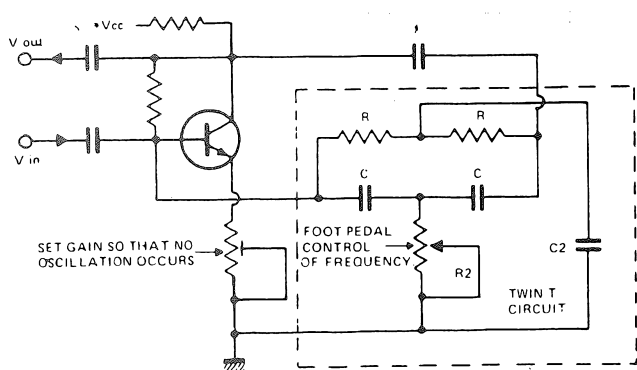 +Vcc
V out
R
R
V in
C
C
SET GAIN SO THAT NO
OSCILLATION OCCURS
FOOT PEDAL
CONTROL
OF FREQUENCY
R2
C2
TWIN T
CIRCUIT